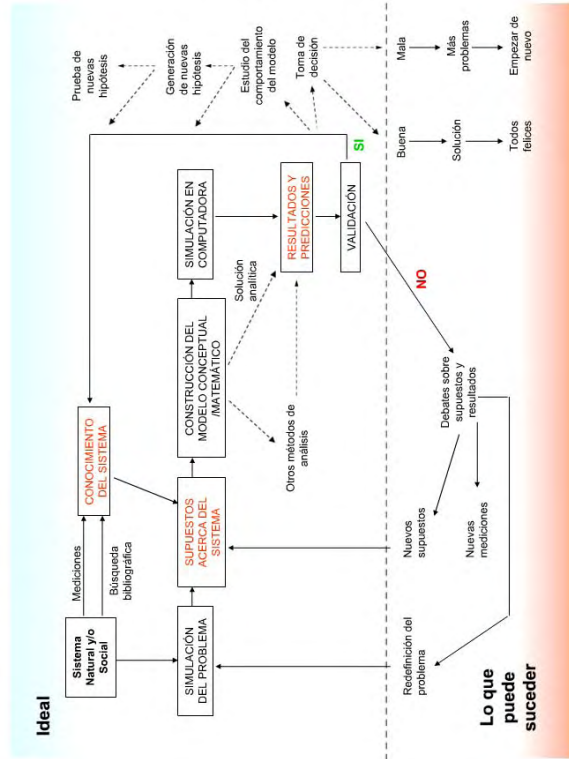 Ideal
Sistema
Natural y/o
Social
Mediciones
Búsqueda
bibliográfica
CONOCIMIENTO
DEL SISTEMA
SIMULACIÓN
DEL PROBLEMA
SUPUESTOS
ACERCA DEL
SISTEMA
CONSTRUCCIÓN DEL
MODELO CONCEPTUAL
/MATEMÁTICO
SIMULACIÓN EN
COMPUTADORA
Otros métodos de
análisis
Solución
analítica
RESULTADOS Y
PREDICCIONES
VALIDACIÓN
SI
NO
Prueba de
nuevas
hipótesis
Generación
de nuevas
hipótesis
Estudio del
comportamiento
del modelo
Toma de
decisión
Redefinición del
problema
Nuevos
supuestos
Nuevas
mediciones
Debates sobre
supuestos y
resultados
Buena
Solución
Todos
felices
Mala
Más
problemas
Empezar de
nuevo
Lo que
puede
suceder